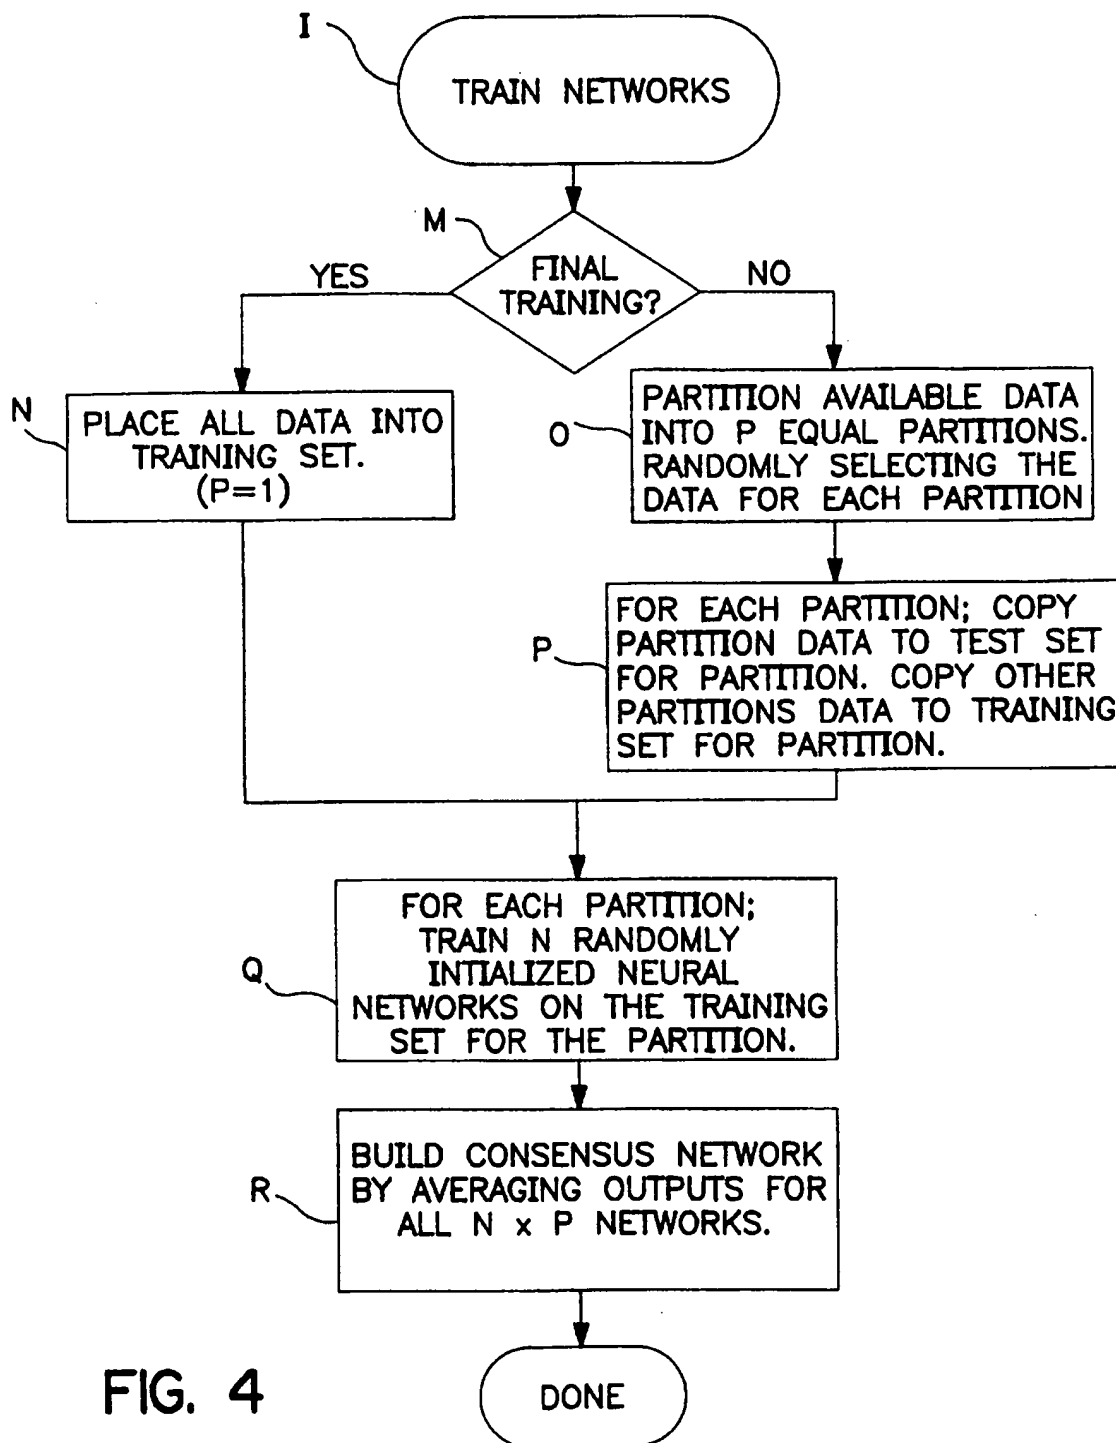 I
TRAIN NETWORKS
M
FINAL
TRAINING?
YES
NO
N
PLACE ALL DATA INTO
TRAINING SET.
(P=1)
O
PARTITION AVAILABLE DATA
INTO P EQUAL PARTITIONS.
RANDOMLY SELECTING THE
DATA FOR EACH PARTITION
P
FOR EACH PARTITION; COPY
PARTITION DATA TO TEST SET
FOR PARTITION. COPY OTHER
PARTITIONS DATA TO TRAINING
SET FOR PARTITION.
Q
FOR EACH PARTITION;
TRAIN N RANDOMLY
INTIALIZED NEURAL
NETWORKS ON THE TRAINING
SET FOR THE PARTITION.
R
BUILD CONSENSUS NETWORK
BY AVERAGING OUTPUTS FOR
ALL N x P NETWORKS.
DONE
FIG. 4